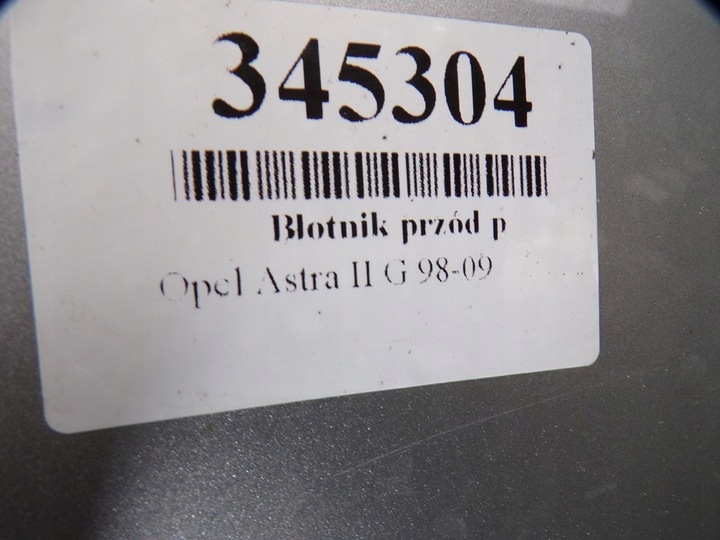 345304
Błotnik przód p
Opel Astra II G 98-09